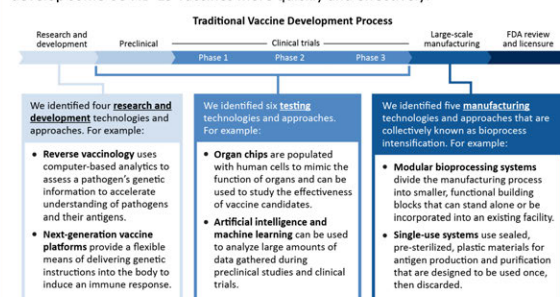 Traditional Vaccine Development Process
Research and
development
Preclinical
Clinical trials
Large-scale
manufacturing
FDA review
and licensure
Phase 1
Phase 2
Phase 3
We identified four research and
development technologies and
approaches. For example:
• Reverse vaccinology uses
computer-based analytics to
assess a pathogen's genetic
information to accelerate
understanding of pathogens
and their antigens.
• Next-generation vaccine
platforms provide a flexible
means of delivering genetic
instructions into the body to
induce an immune response.
We identified six testing
technologies and approaches.
For example:
• Organ chips are populated
with human cells to mimic the
function of organs and can be
used to study the effectiveness
of vaccine candidates.
• Artificial intelligence and
machine learning can be used
to analyze large amounts of
data gathered during
preclinical studies and clinical
trials.
We identified five manufacturing
technologies and approaches that are
collectively known as bioprocess
intensification. For example:
• Modular bioprocessing systems
divide the manufacturing process
into smaller, functional building
blocks that can stand alone or be
incorporated into an existing facility.
• Single-use systems use sealed,
pre-sterilized, plastic materials for
antigen production and purification
that are designed to be used once,
then discarded.